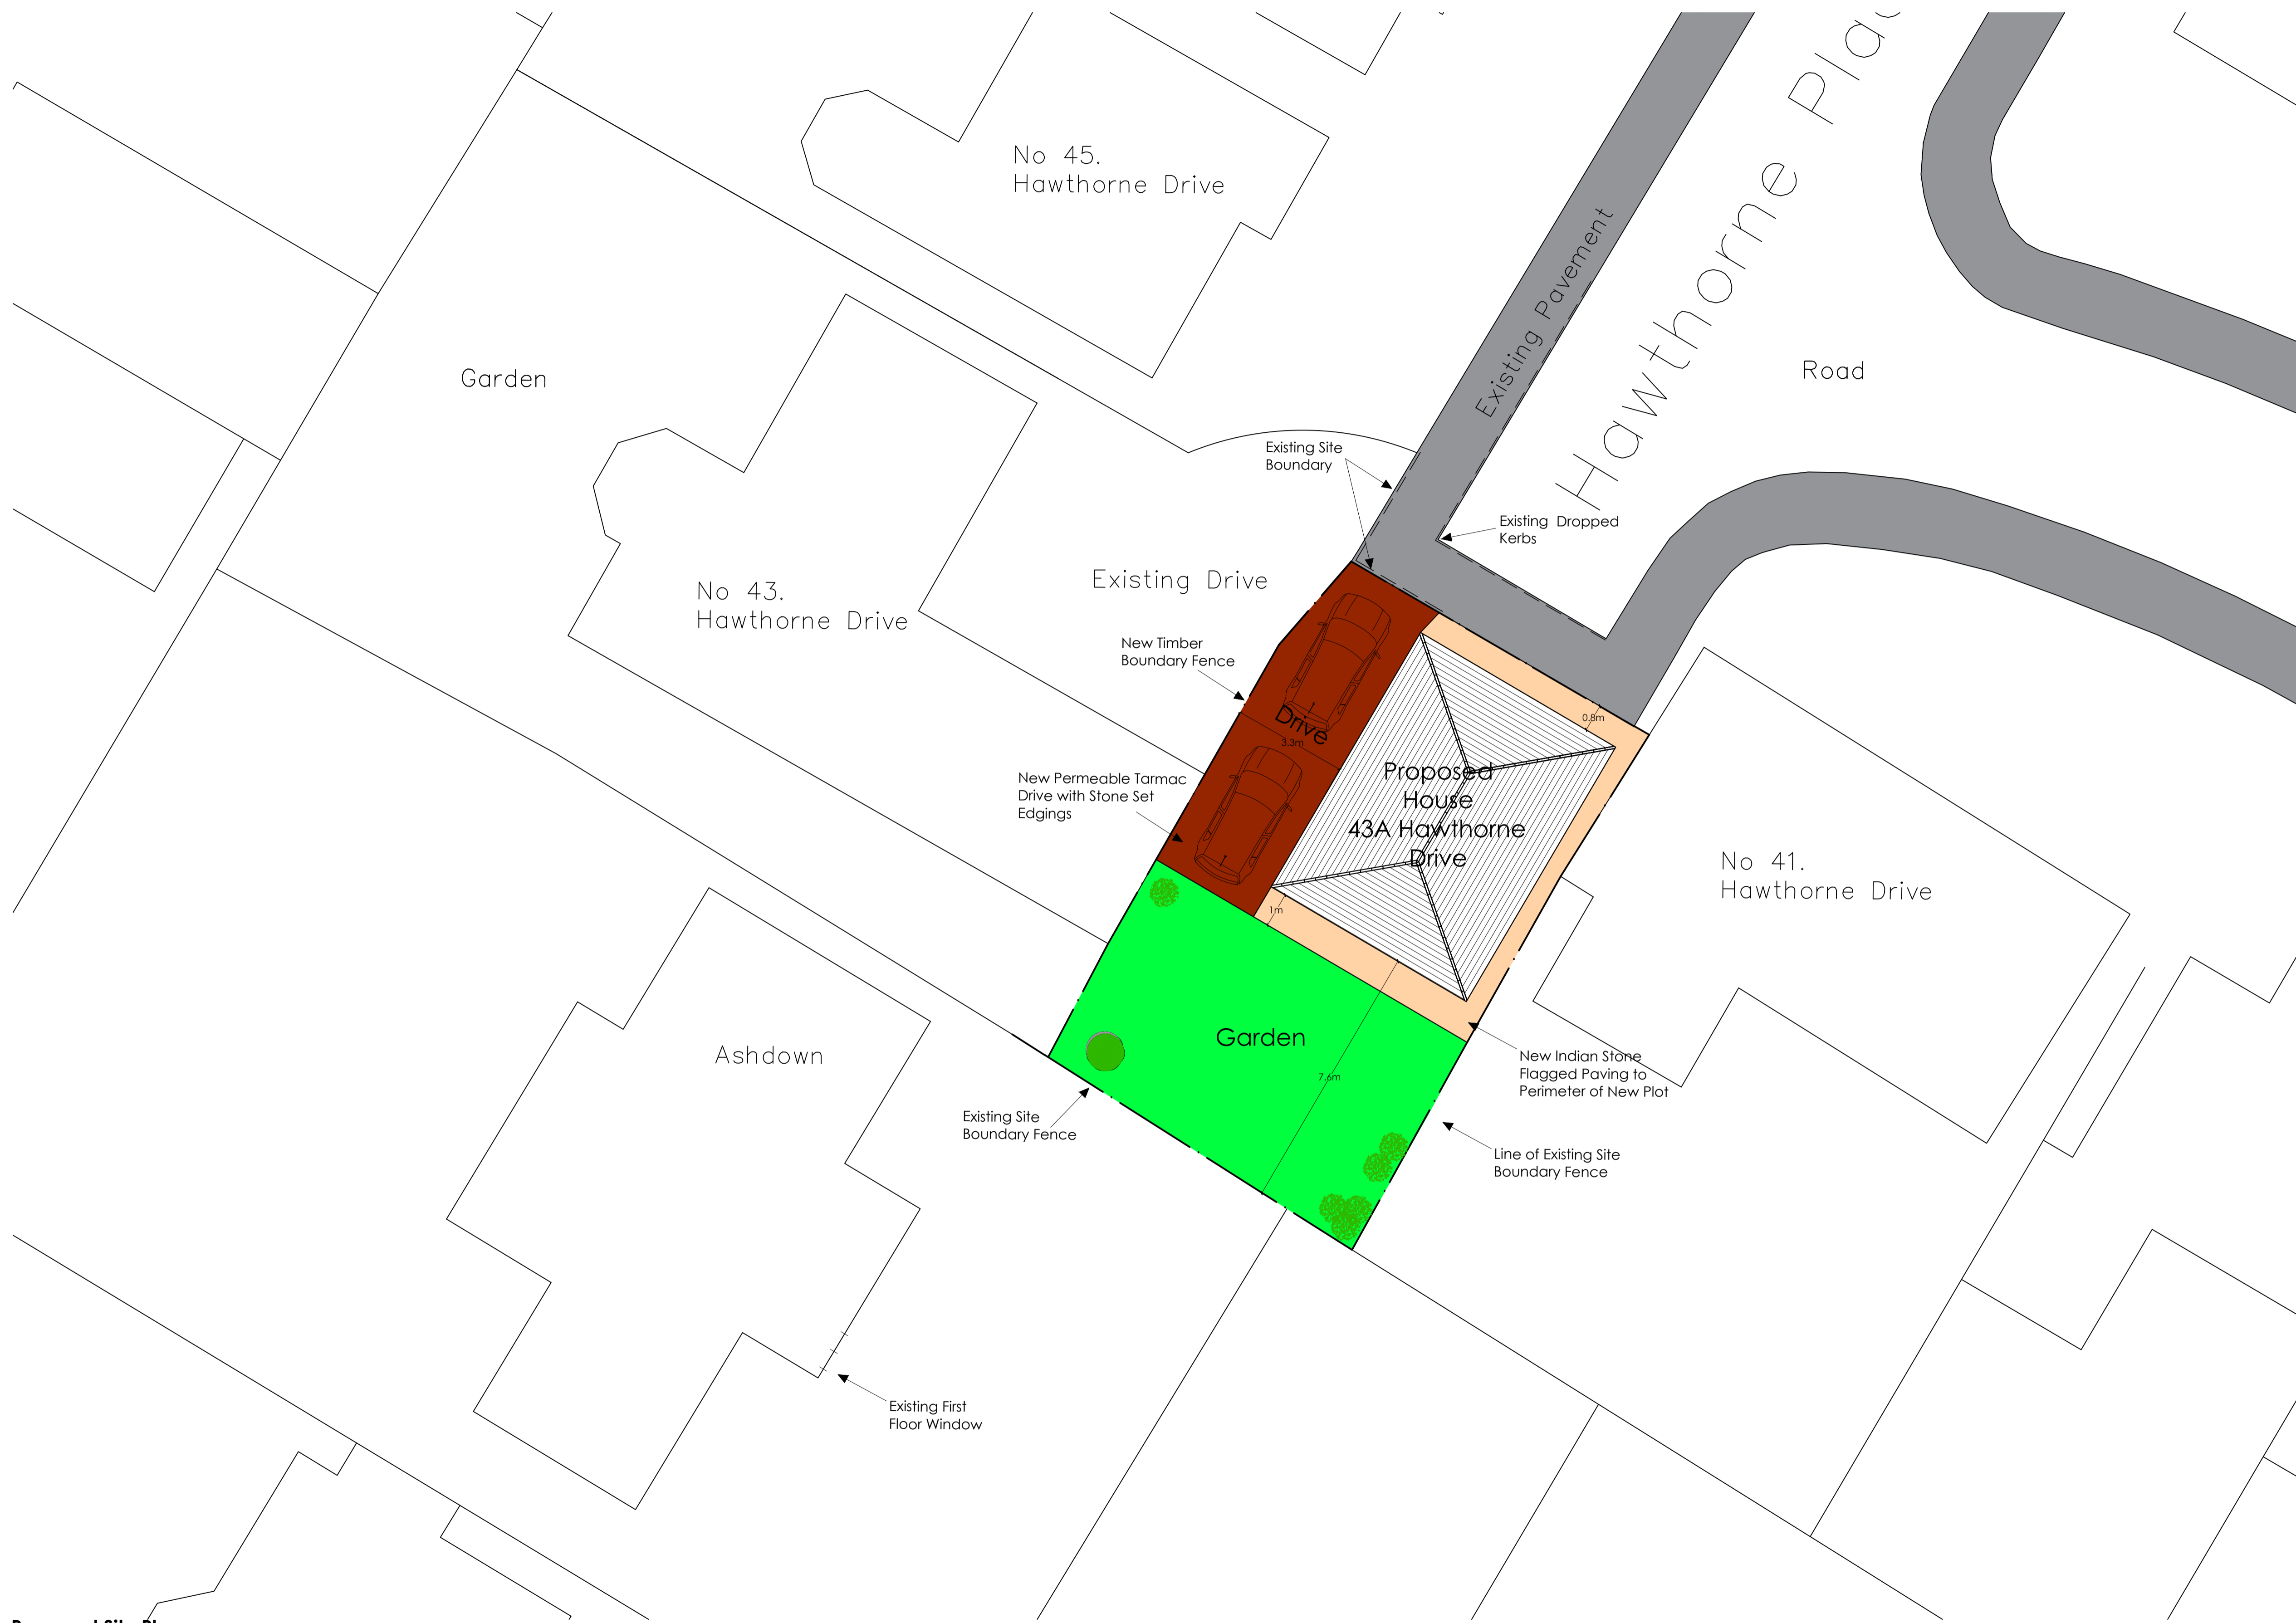 No 45.
Hawthorne Drive
Existing Pavement
Hawthorne
Road
Garden
Existing Site
Boundary
Existing Dropped
Kerbs
Existing Drive
No 43.
Hawthorne Drive
New Timber
Boundary Fence
Drive
3.3m
0.8m
New Permeable Tarmac
Drive with Stone Set
Edgings
Proposed
House
43A Hawthorne
Drive
No 41.
Hawthorne Drive
1m
Garden
7.6m
Ashdown
New Indian Stone
Flagged Paving to
Perimeter of New Plot
Existing Site
Boundary Fence
Line of Existing Site
Boundary Fence
Existing First
Floor Window